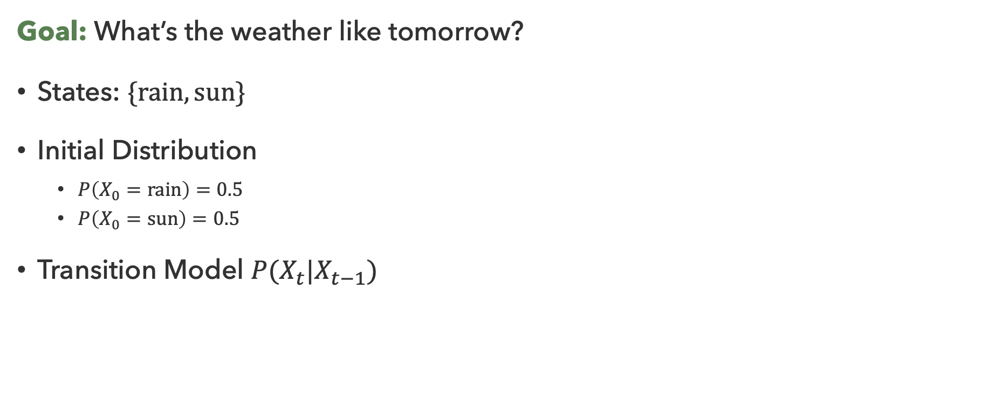 Goal: What's the weather like tomorrow?
• States: {rain, sun}
• Initial Distribution
• P(X₀ = rain) = 0.5
• P(X₀ = sun) = 0.5
• Transition Model P(Xₜ|Xₜ₋₁)